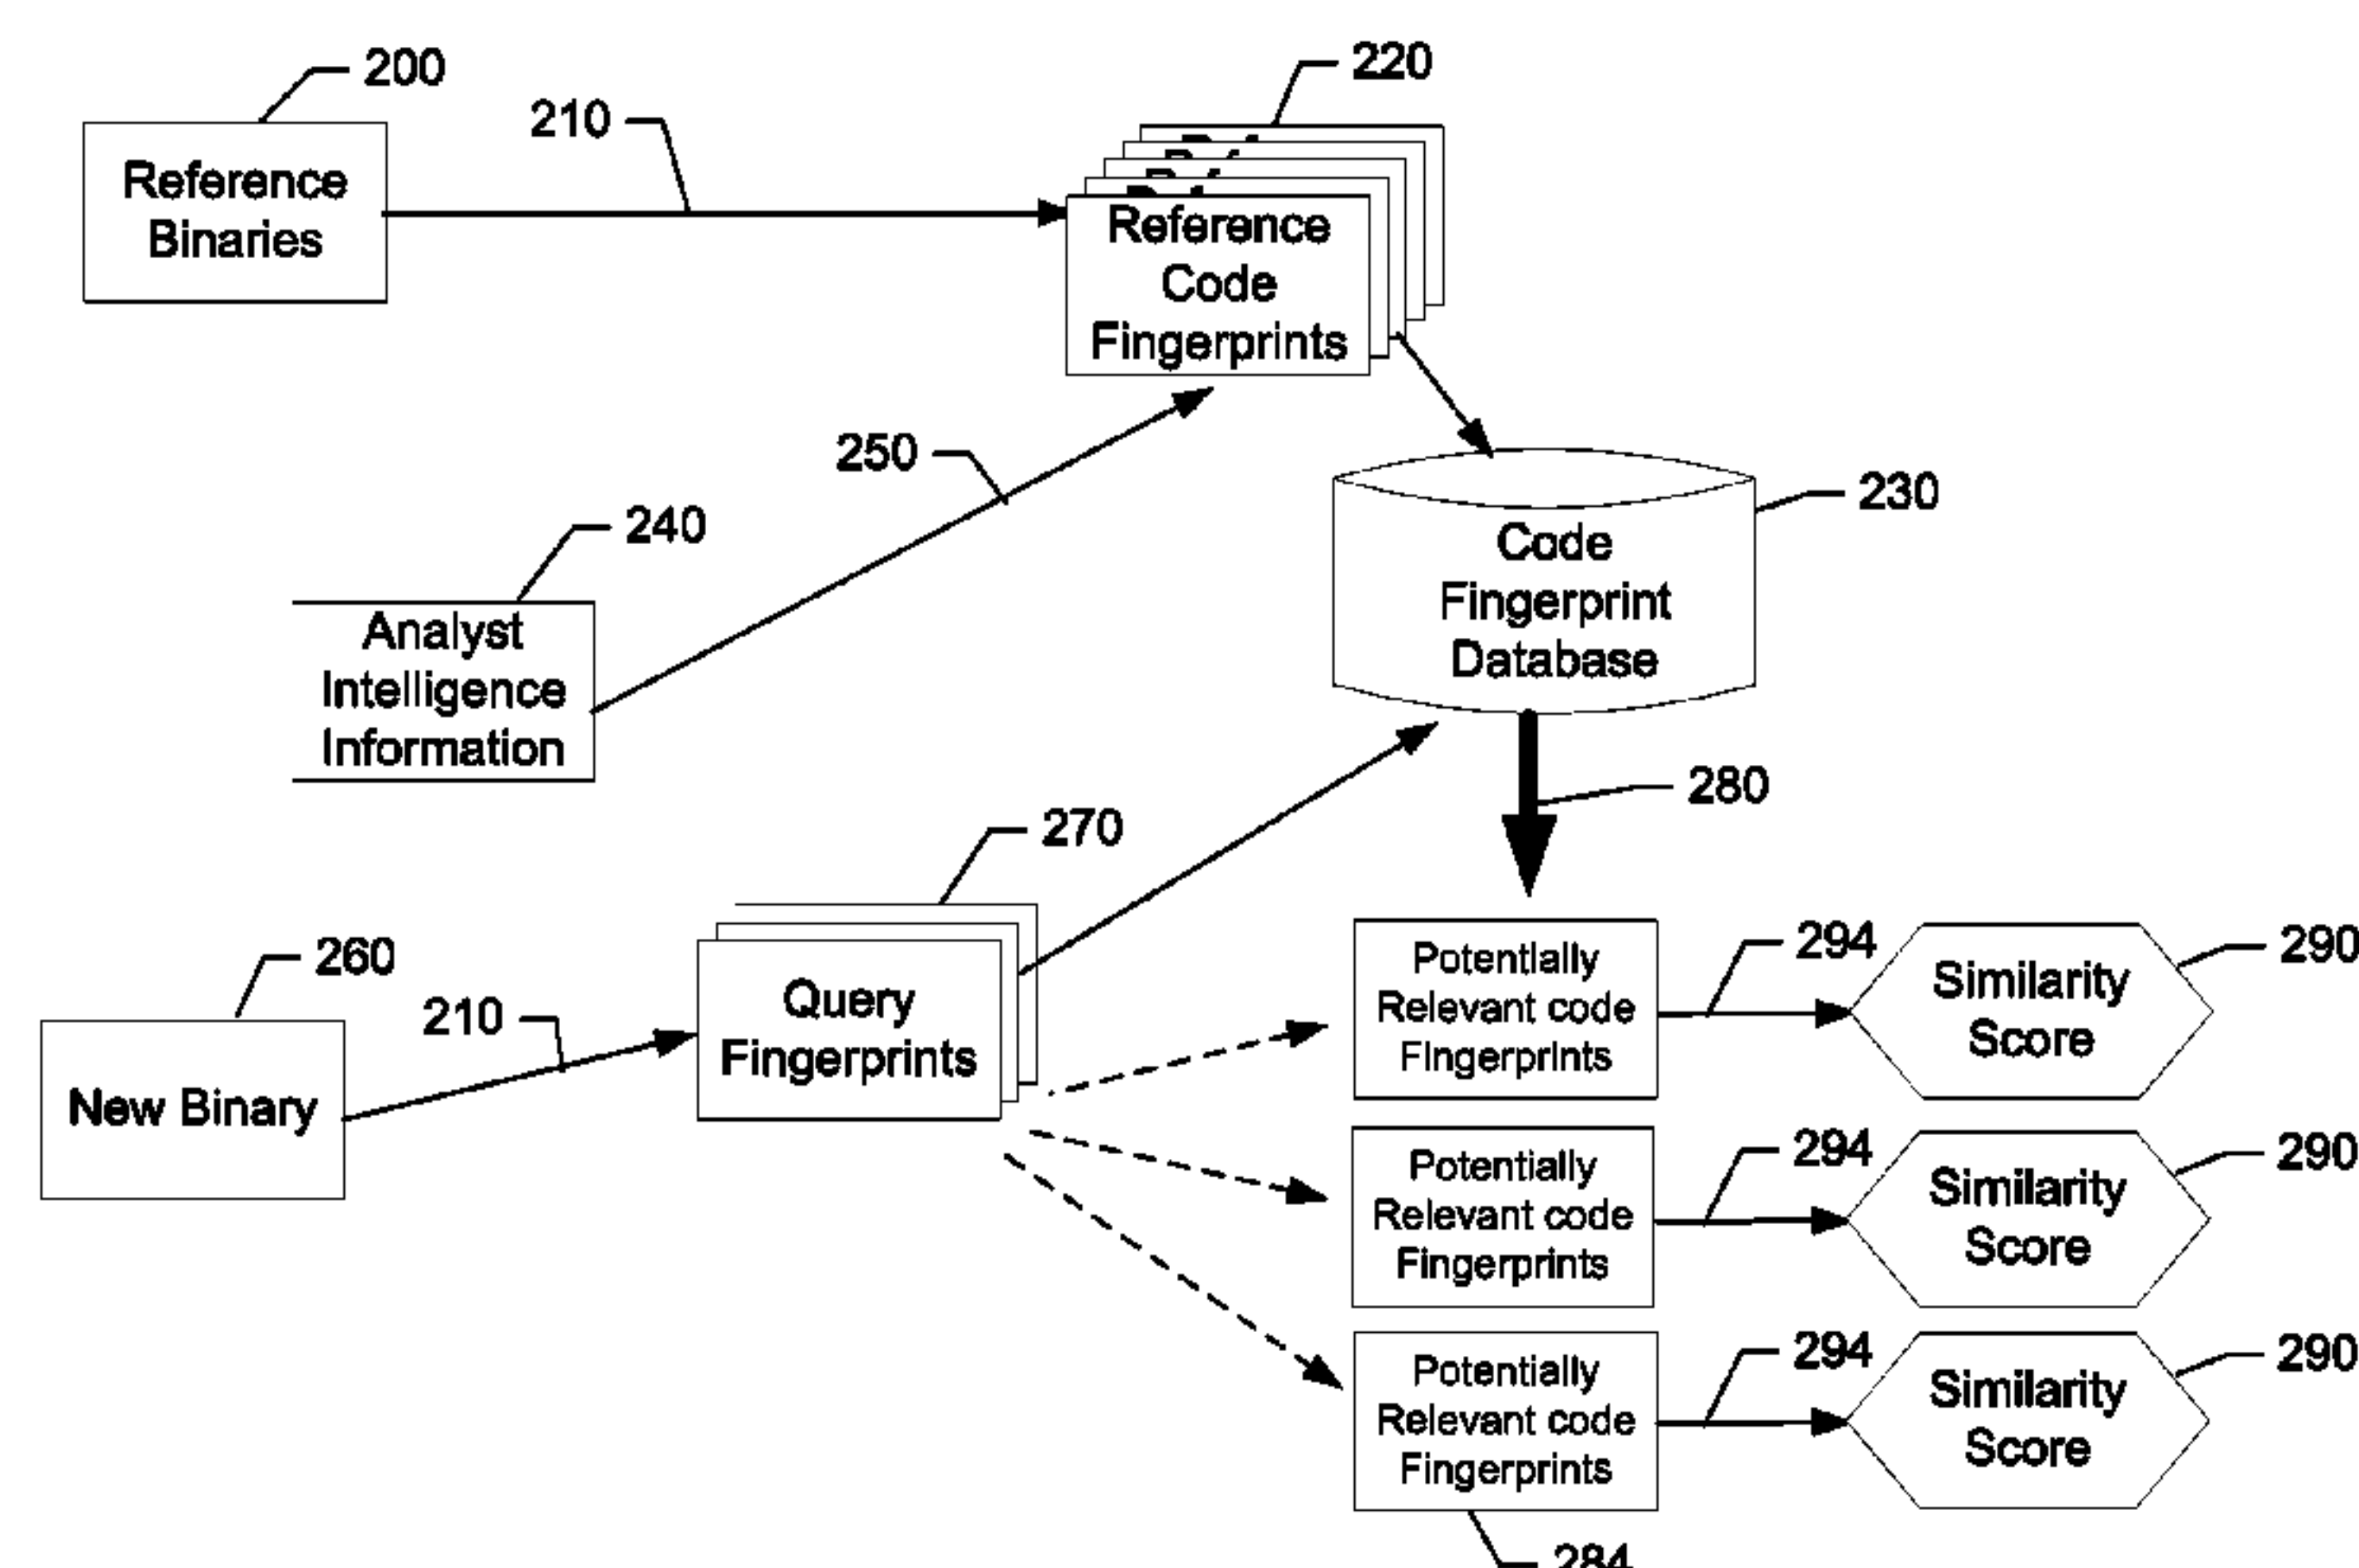 200
210
220
Reference
Binaries
Reference
Code
Fingerprints
250
230
240
Code
Fingerprint
Database
Analyst
Intelligence
Information
280
270
260
210
Query
Fingerprints
New Binary
Potentially
Relevant code
Fingerprints
294
Similarity
Score
290
Potentially
Relevant code
Fingerprints
294
Similarity
Score
290
Potentially
Relevant code
Fingerprints
294
Similarity
Score
290
284